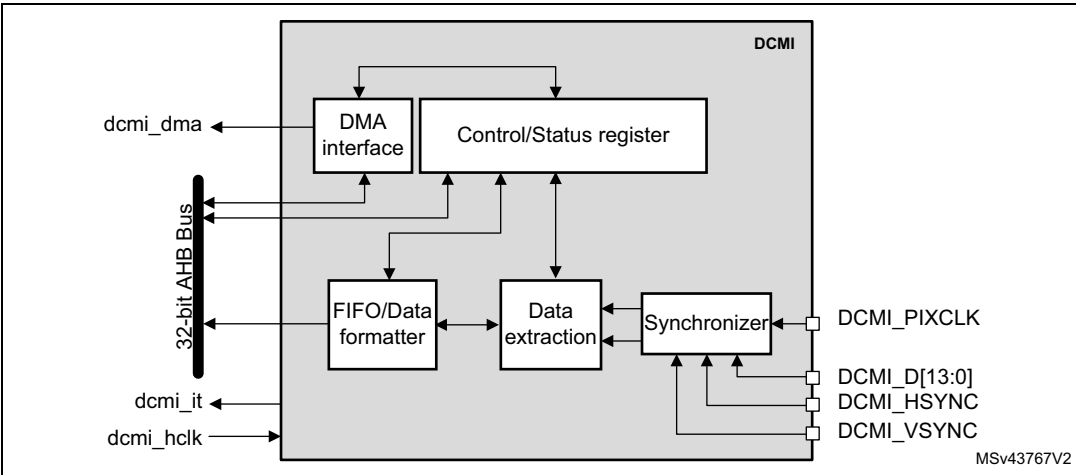 DCMI
DMA
interface
Control/Status register
dcmi_dma
32-bit AHB Bus
FIFO/Data
formatter
Data
extraction
Synchronizer
DCMI_PIXCLK
DCMI_D[13:0]
DCMI_HSYNC
DCMI_VSYNC
dcmi_it
dcmi_hclk
MSv43767V2